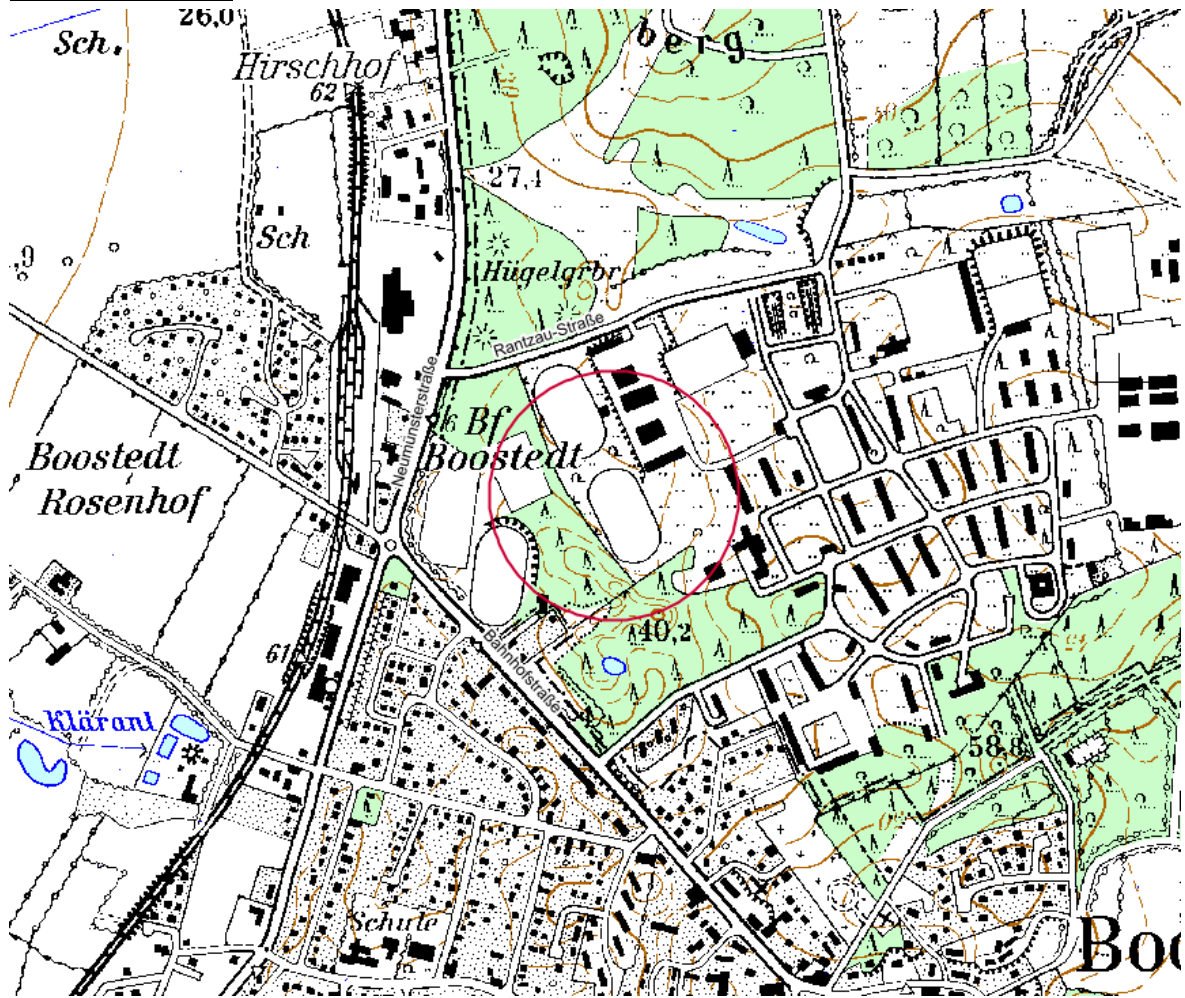 26,0
Sch.
berg
Hirschhof
62
27,4
Sch
Hügelgrbr
Rantzau-Straße
Neumünsterstraße
Bf
Boostedt
Boostedt
Rosenhof
40,2
61
Bahnhofstraße
Kläranl
58,8
Schule
Boo